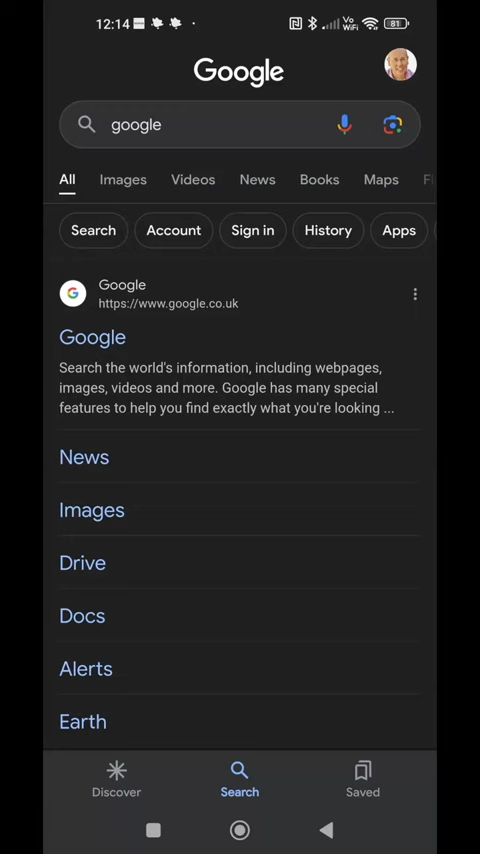 12:14
Vo
WiFi
81
Google
google
All Images Videos News Books Maps
Search Account Sign in History Apps
Google
https://www.google.co.uk
Google
Search the world's information, including webpages,
images, videos and more. Google has many special
features to help you find exactly what you're looking ...
News
Images
Drive
Docs
Alerts
Earth
Discover Search Saved